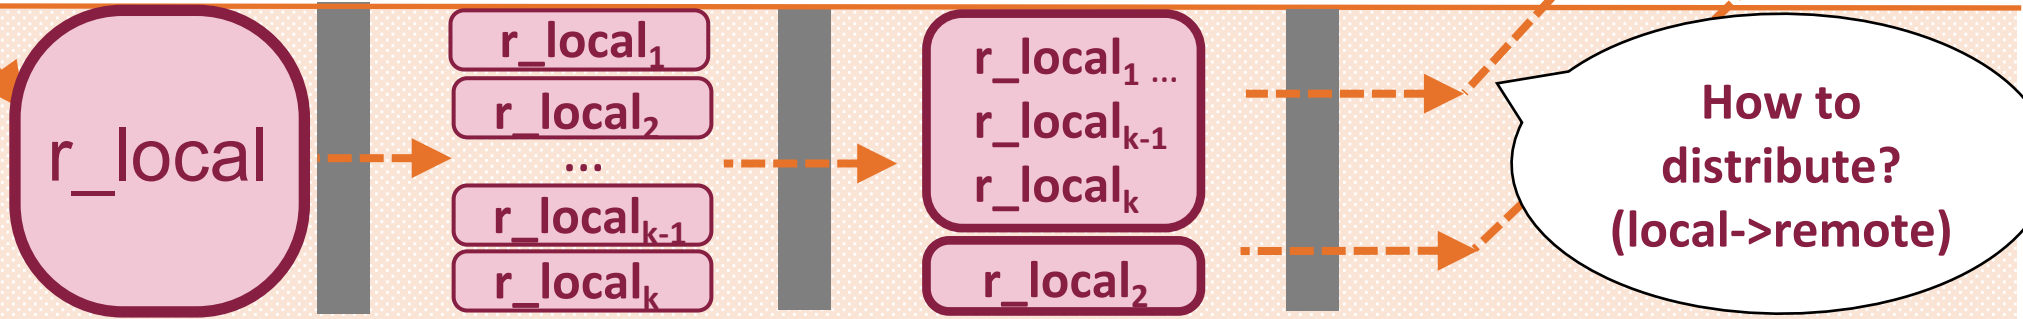 r_local
r_local1
r_local2
...
r_localk-1
r_localk
r_local1 ...
r_localk-1
r_localk
r_local2
How to
distribute?
(local->remote)